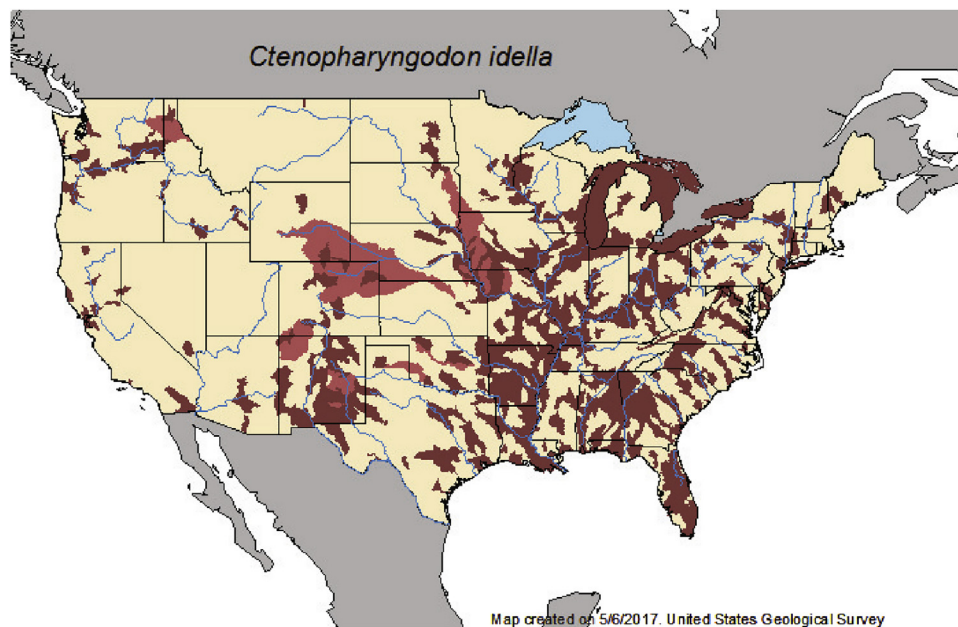 Ctenopharyngodon idella
Map created on 5/6/2017. United States Geological Survey